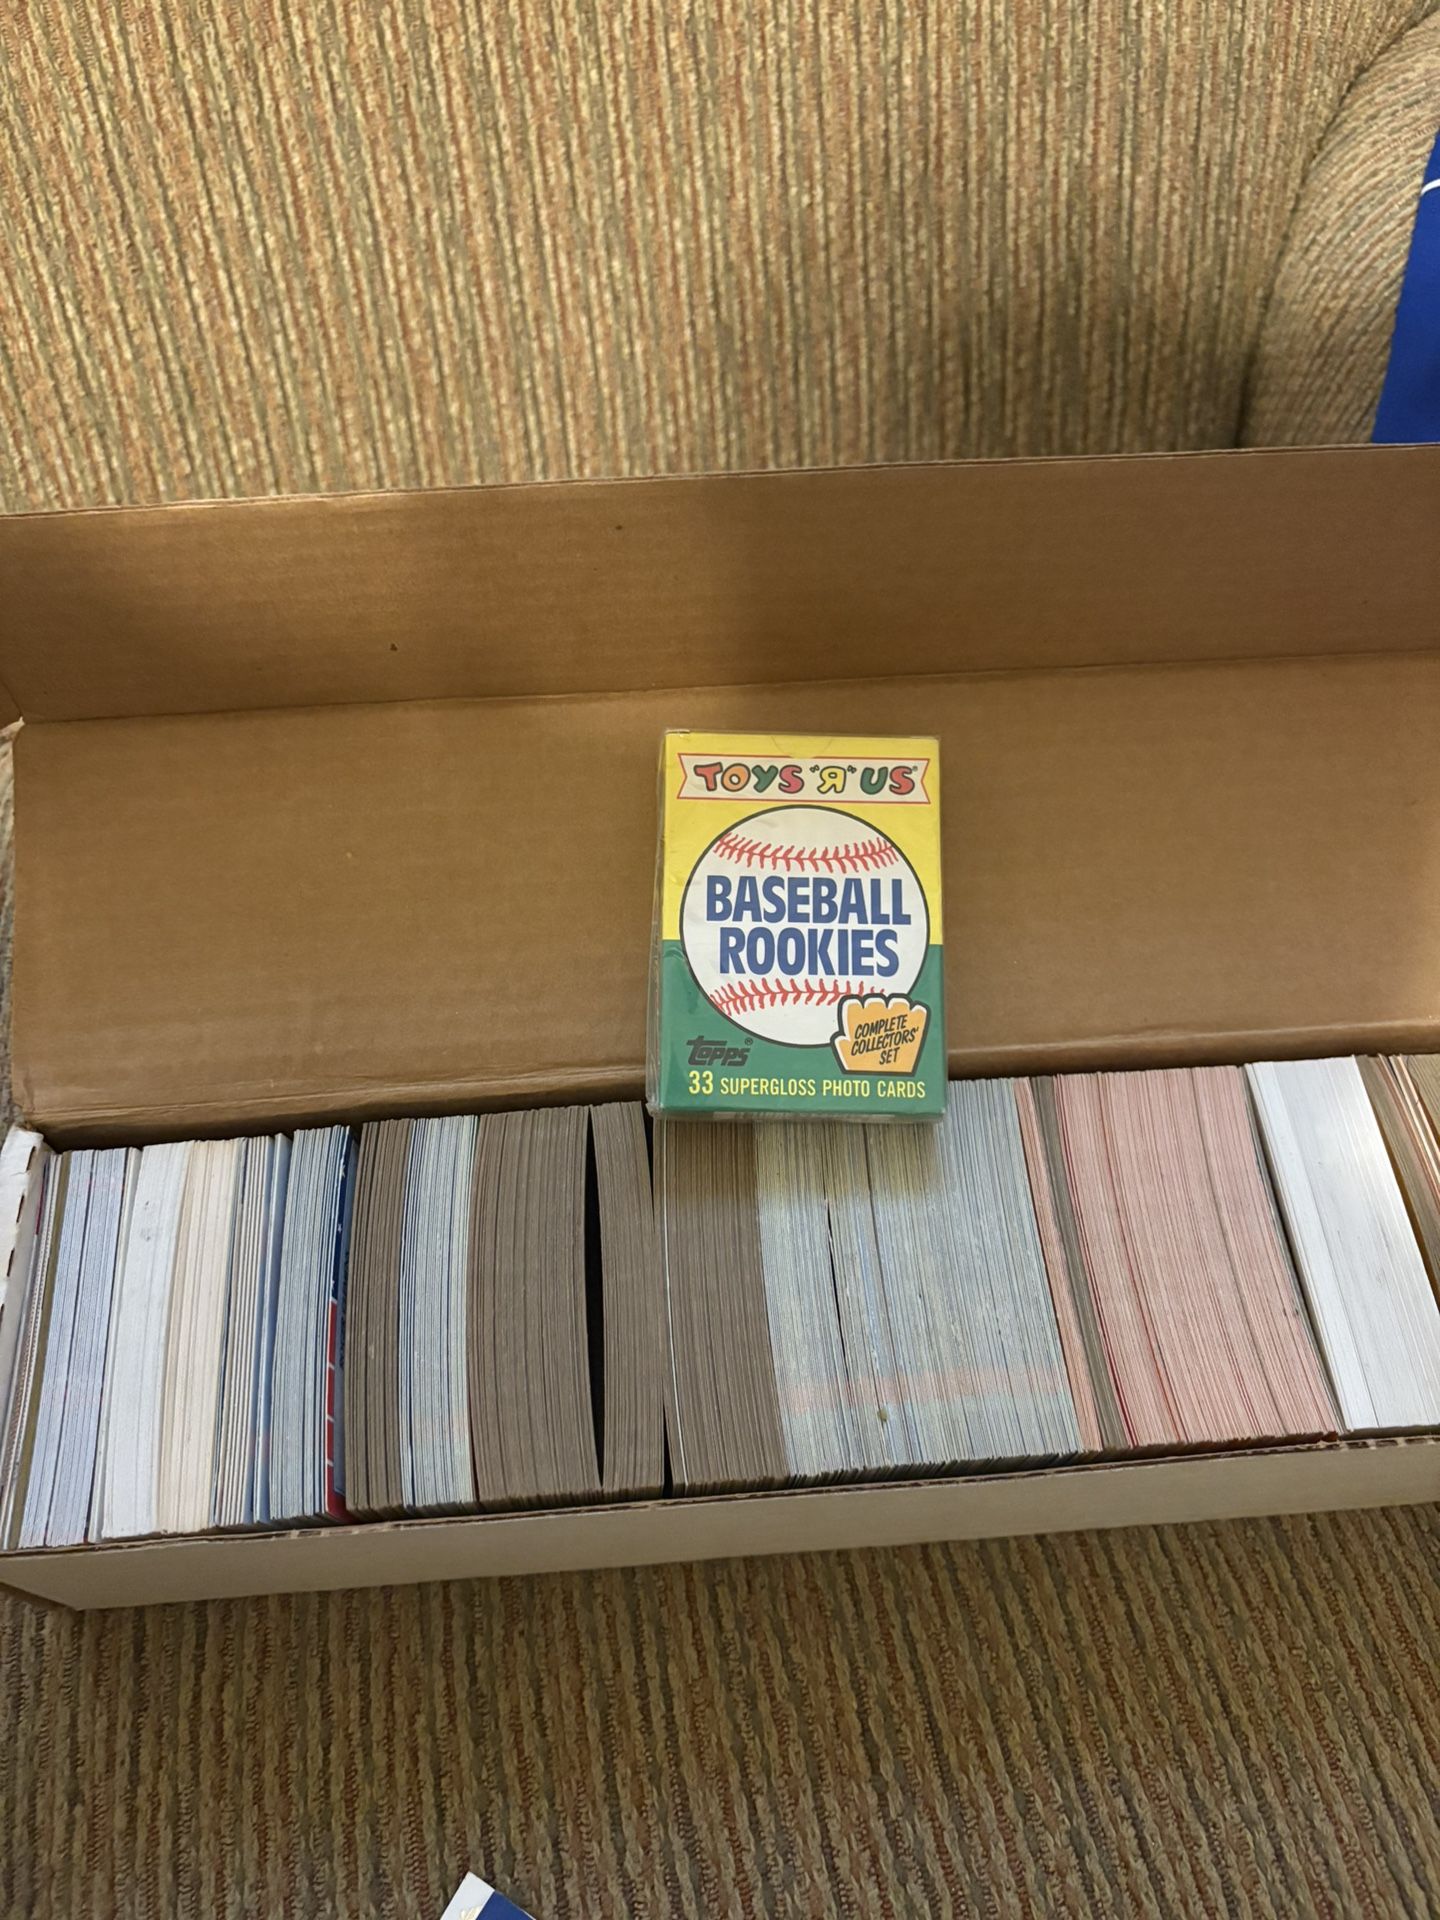 TOYS "Я" US®
BASEBALL
ROOKIES
COMPLETE
COLLECTORS'
SET
TOPPS®
33 SUPERGLOSS PHOTO CARDS